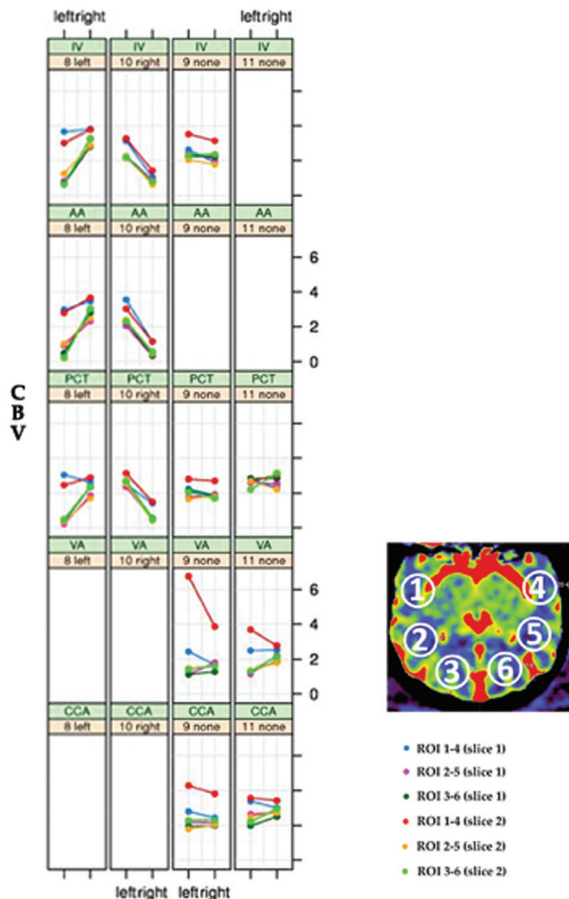 leftright leftright
IV IV IV IV
8 left 10 right 9 none 11 none
AA AA AA AA
8 left 10 right 9 none 11 none
6
4
2
0
PCT PCT PCT PCT
8 left 10 right 9 none 11 none
C
B
V
VA VA VA VA
8 left 10 right 9 none 11 none
6
4
2
0
CCA CCA CCA CCA
8 left 10 right 9 none 11 none
leftright leftright
1 4
2 5
3 6
ROI 1-4 (slice 1)
ROI 2-5 (slice 1)
ROI 3-6 (slice 1)
ROI 1-4 (slice 2)
ROI 2-5 (slice 2)
ROI 3-6 (slice 2)